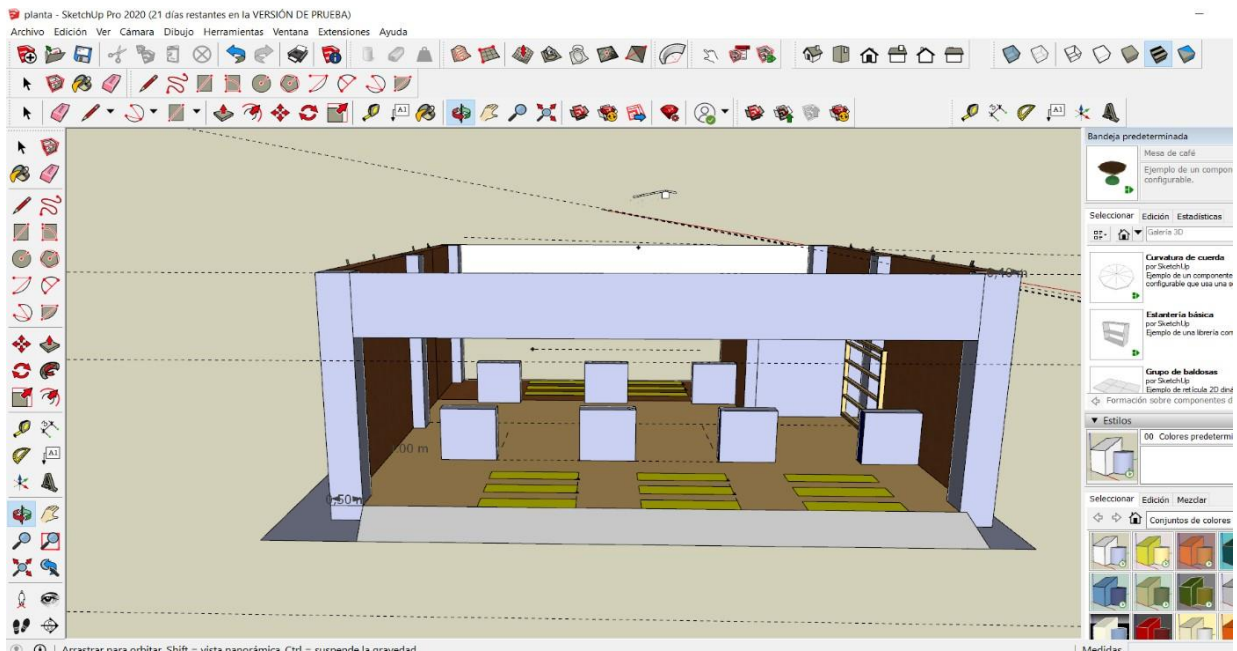 planta - SketchUp Pro 2020 (21 días restantes en la VERSIÓN DE PRUEBA)
Archivo Edición Ver Cámara Dibujo Herramientas Ventana Extensiones Ayuda
A1
Bandeja predeterminada
Mesa de café
Ejemplo de un compon
configurable.
A1
Seleccionar Edición Estadísticas
Galería 3D
Curvatura de cuerda
por SketchUp
Ejemplo de un componente
configurable que usa una s
Estantería básica
por SketchUp
Ejemplo de una librería con
Grupo de baldosas
por SketchUp
Ejemplo de retícula 2D diná
Formación sobre componentes d
Estilos
00 Colores predetermi
Seleccionar Edición Mezclar
Conjuntos de colores
,00 m
0,50 m
Arrastrar para orbitar. Shift = vista panorámica, Ctrl = suspende la gravedad
Medidas